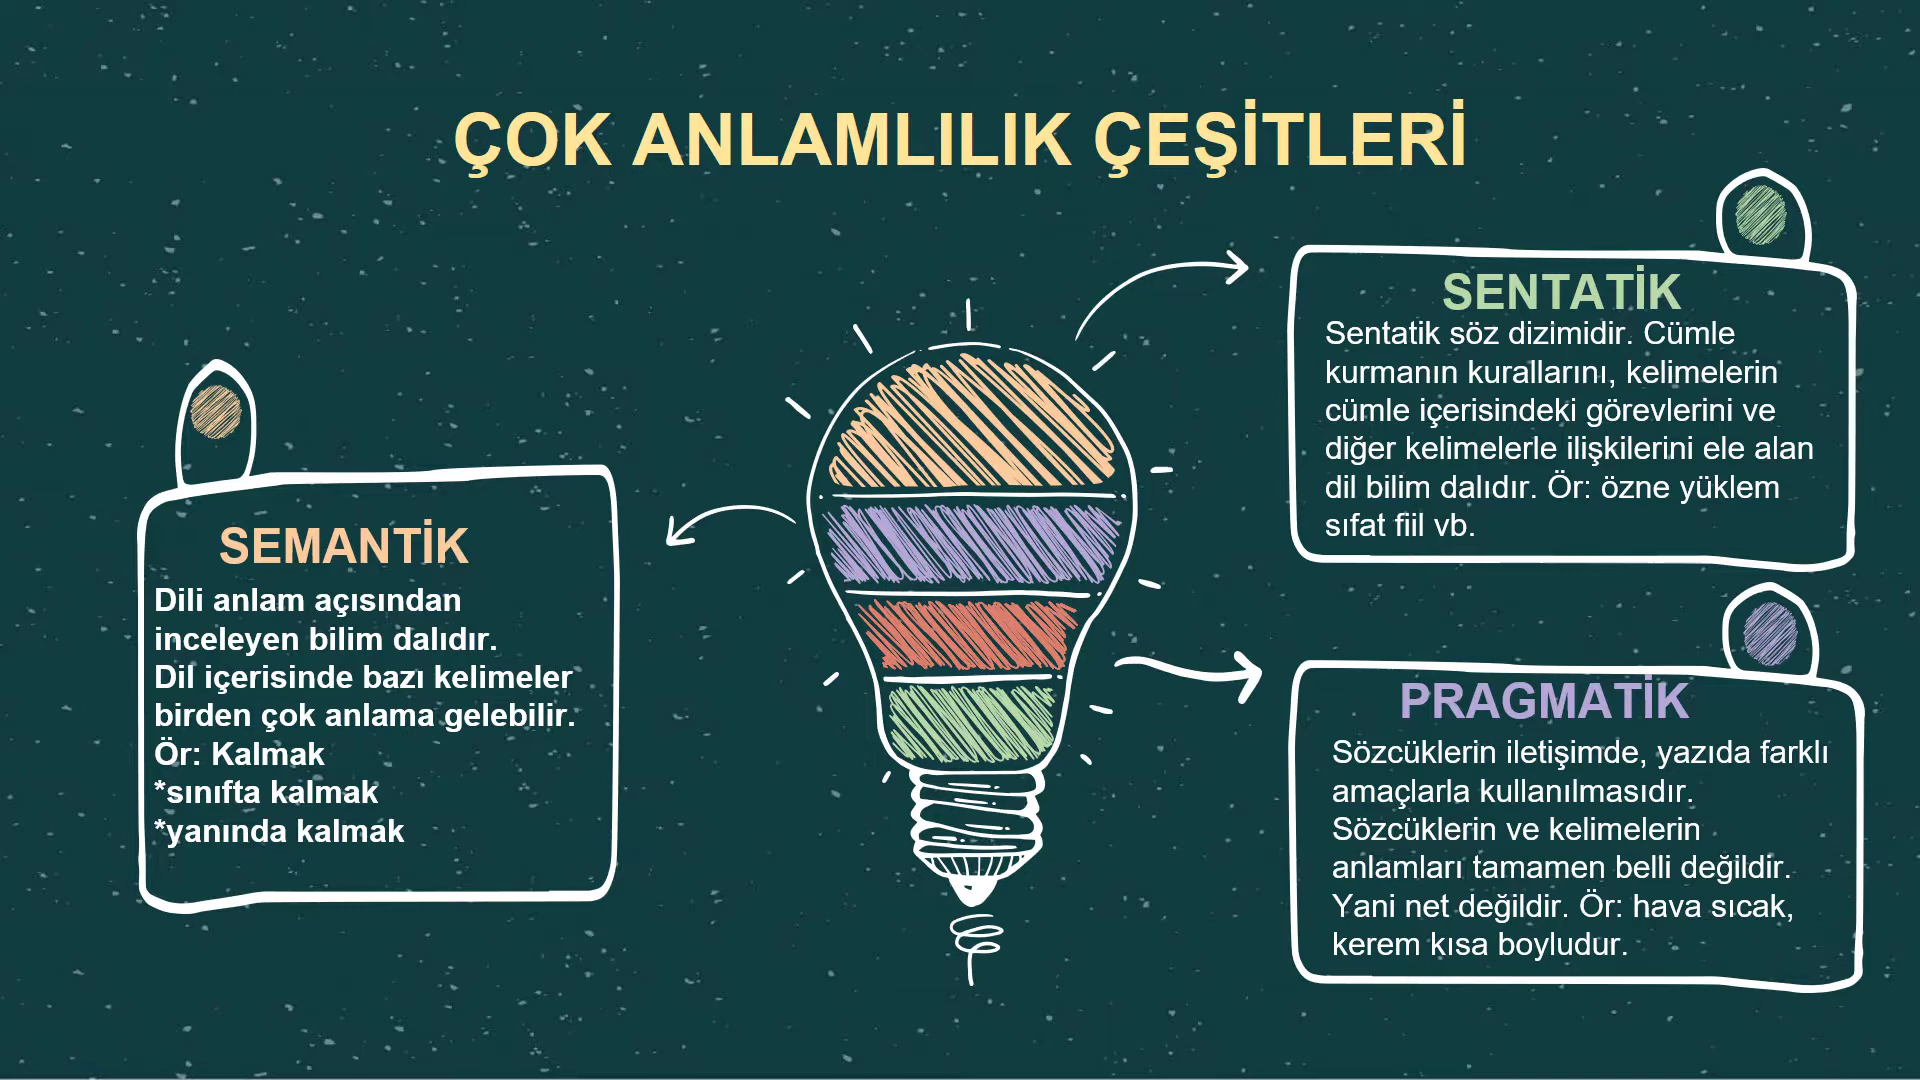 ÇOK ANLAMLILIK ÇEŞİTLERİ
SEMANTİK
Dili anlam açısından
inceleyen bilim dalıdır.
Dil içerisinde bazı kelimeler
birden çok anlama gelebilir.
Ör: Kalmak
*sınıfta kalmak
*yanında kalmak
SENTATİK
Sentatik söz dizimidir. Cümle
kurmanın kurallarını, kelimelerin
cümle içerisindeki görevlerini ve
diğer kelimelerle ilişkilerini ele alan
dil bilim dalıdır. Ör: özne yüklem
sıfat fiil vb.
PRAGMATİK
Sözcüklerin iletişimde, yazıda farklı
amaçlarla kullanılmasıdır.
Sözcüklerin ve kelimelerin
anlamları tamamen belli değildir.
Yani net değildir. Ör: hava sıcak,
kerem kısa boyludur.